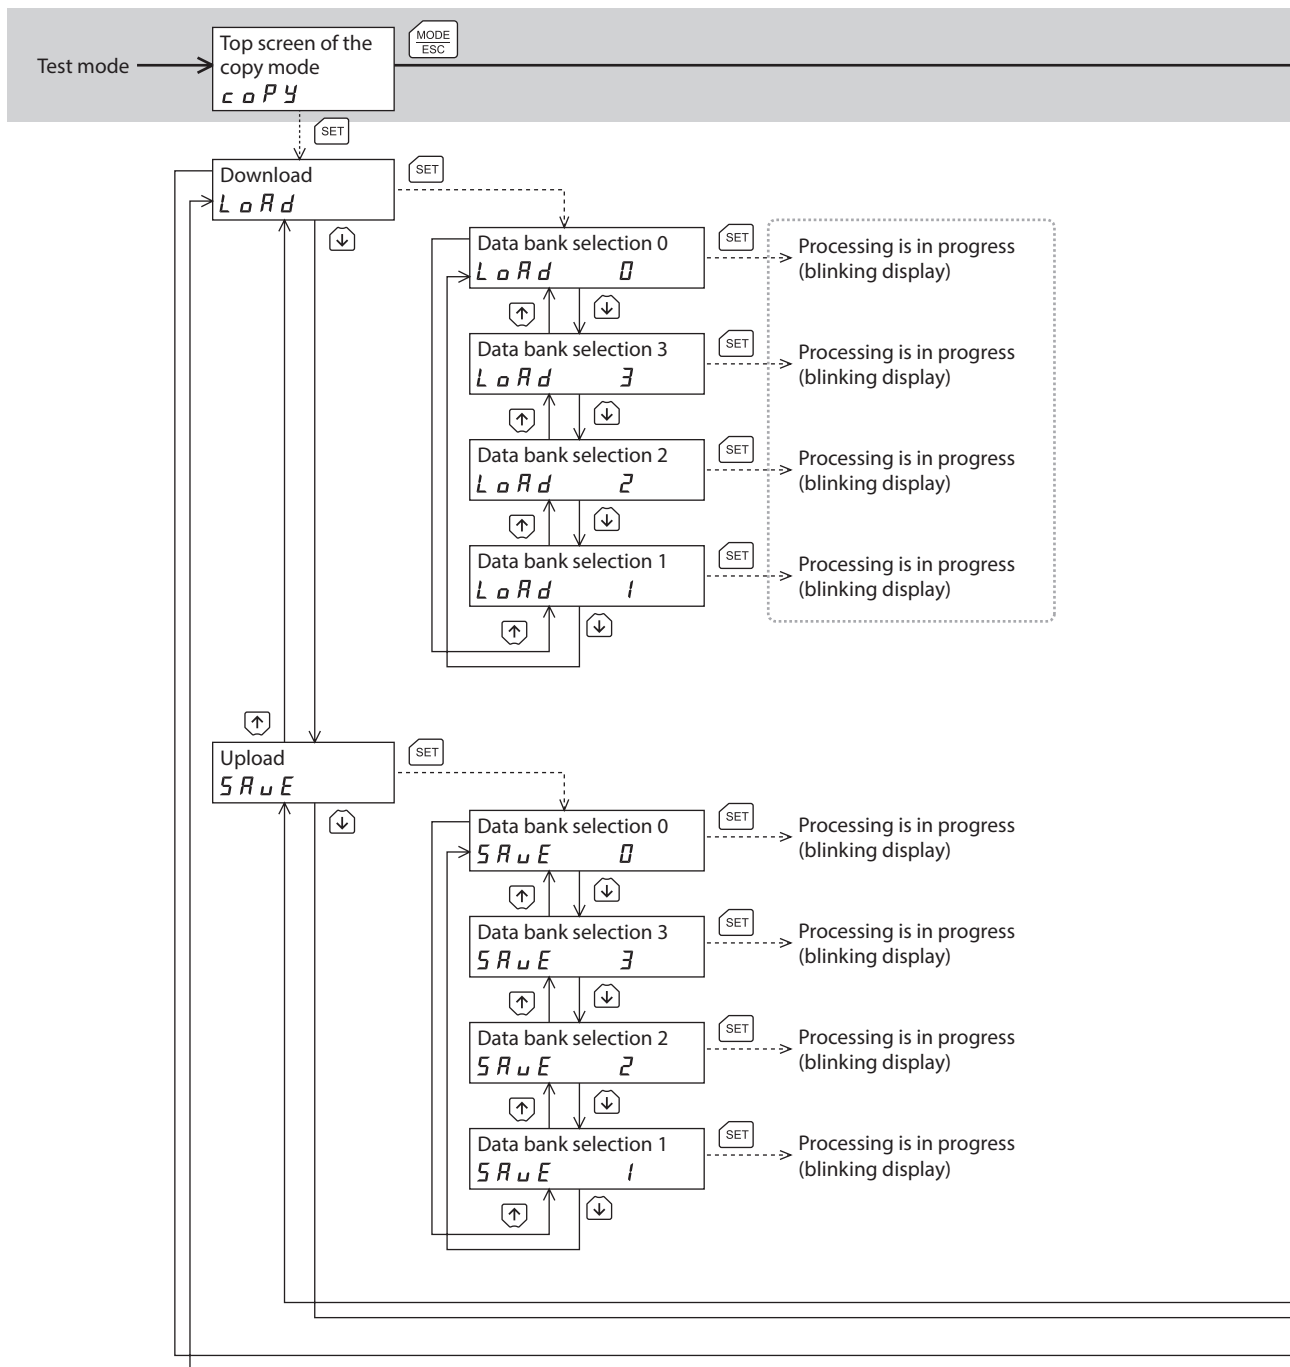 Test mode
Top screen of the
copy mode
coPY
MODE
ESC
SET
Download
LoAd
SET
↓
Data bank selection 0
LoAd 0
SET
Processing is in progress
(blinking display)
↑ ↓
Data bank selection 3
LoAd 3
SET
Processing is in progress
(blinking display)
↑ ↓
Data bank selection 2
LoAd 2
SET
Processing is in progress
(blinking display)
↑ ↓
Data bank selection 1
LoAd 1
SET
Processing is in progress
(blinking display)
↑ ↓
↑
Upload
SAvE
SET
↓
Data bank selection 0
SAvE 0
SET
Processing is in progress
(blinking display)
↑ ↓
Data bank selection 3
SAvE 3
SET
Processing is in progress
(blinking display)
↑ ↓
Data bank selection 2
SAvE 2
SET
Processing is in progress
(blinking display)
↑ ↓
Data bank selection 1
SAvE 1
SET
Processing is in progress
(blinking display)
↑ ↓